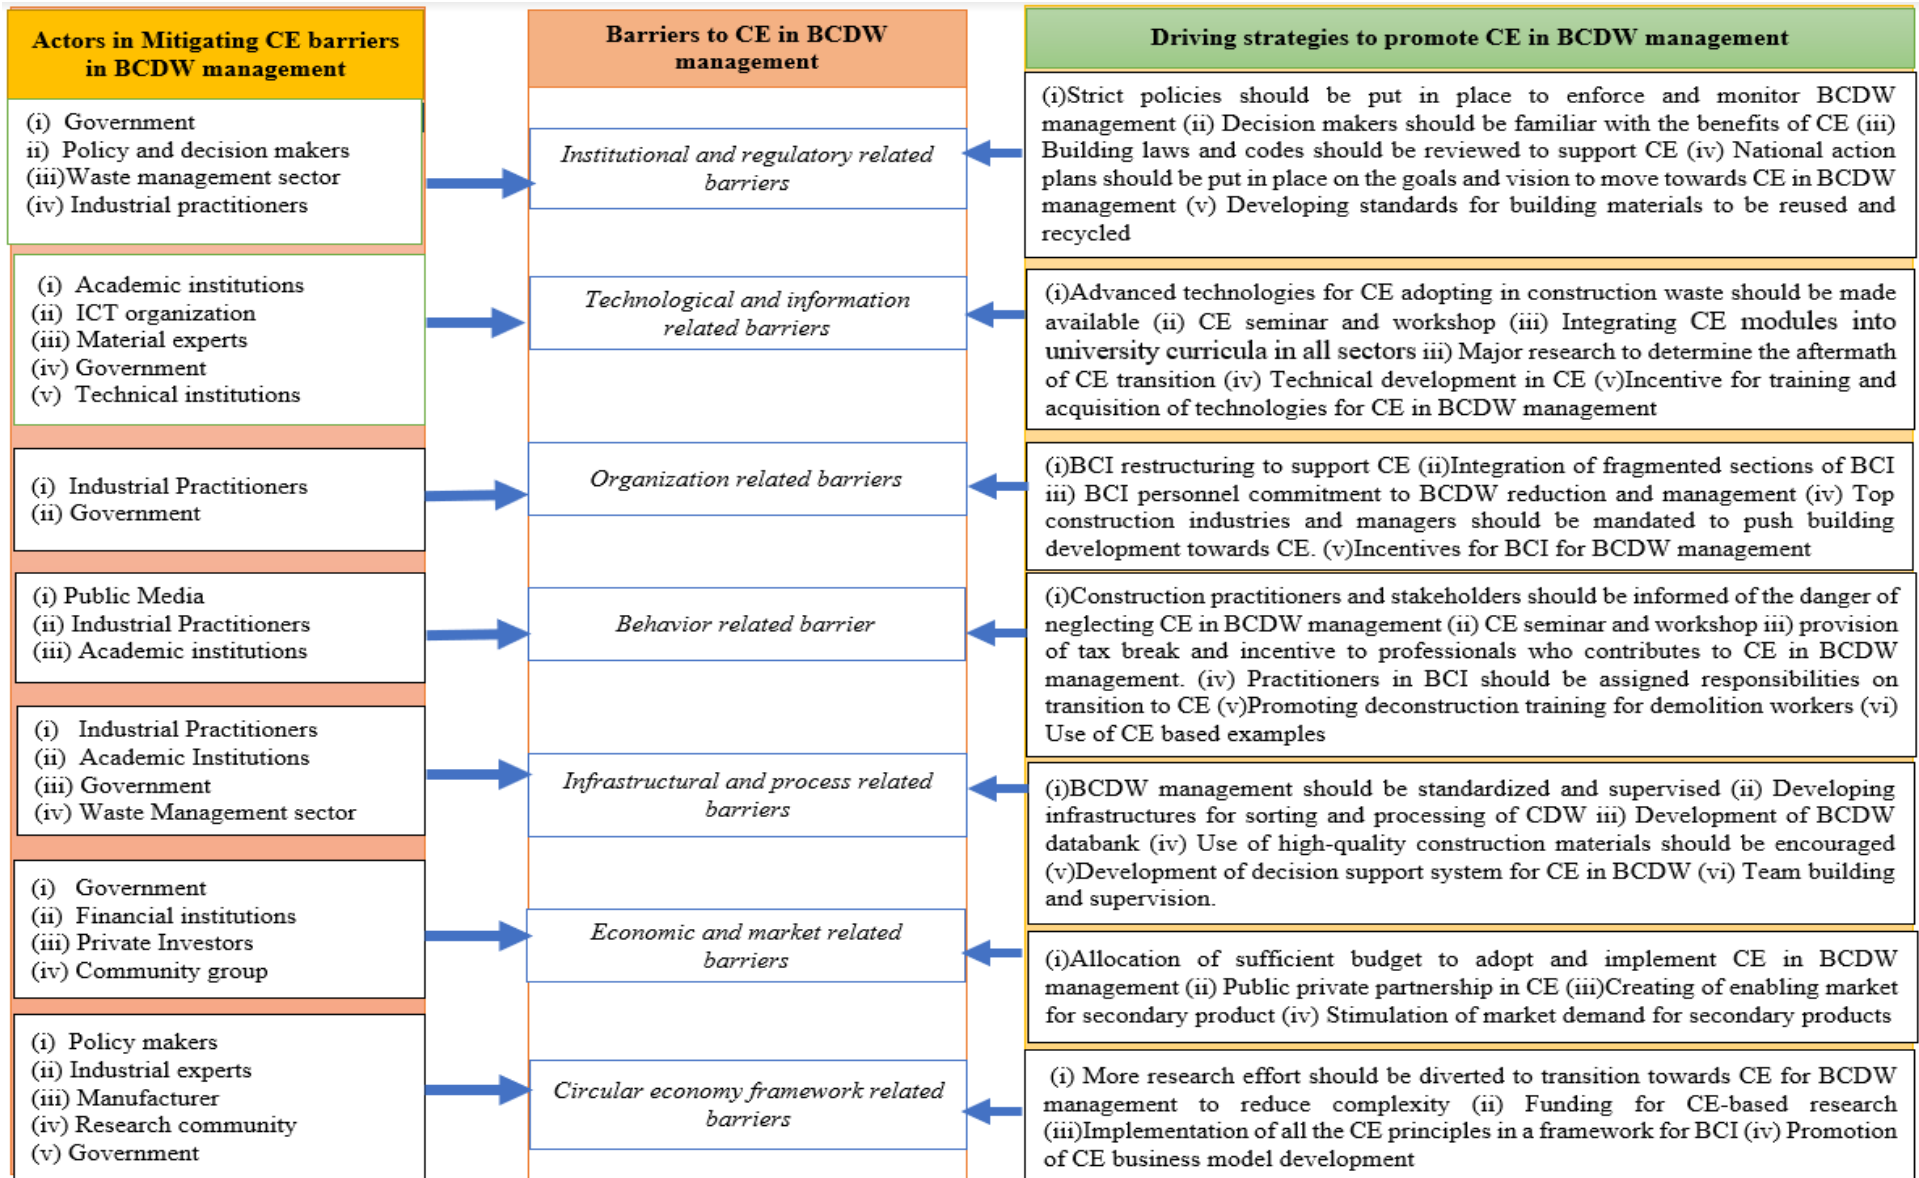 Actors in Mitigating CE barriers
in BCDW management
(i) Government
ii) Policy and decision makers
(iii)Waste management sector
(iv) Industrial practitioners
(i) Academic institutions
(ii) ICT organization
(iii) Material experts
(iv) Government
(v) Technical institutions
(i) Industrial Practitioners
(ii) Government
(i) Public Media
(ii) Industrial Practitioners
(iii) Academic institutions
(i) Industrial Practitioners
(ii) Academic Institutions
(iii) Government
(iv) Waste Management sector
(i) Government
(ii) Financial institutions
(iii) Private Investors
(iv) Community group
(i) Policy makers
(ii) Industrial experts
(iii) Manufacturer
(iv) Research community
(v) Government
Barriers to CE in BCDW
management
Institutional and regulatory related
barriers
Technological and information
related barriers
Organization related barriers
Behavior related barrier
Infrastructural and process related
barriers
Economic and market related
barriers
Circular economy framework related
barriers
Driving strategies to promote CE in BCDW management
(i)Strict policies should be put in place to enforce and monitor BCDW
management (ii) Decision makers should be familiar with the benefits of CE (iii)
Building laws and codes should be reviewed to support CE (iv) National action
plans should be put in place on the goals and vision to move towards CE in BCDW
management (v) Developing standards for building materials to be reused and
recycled
(i)Advanced technologies for CE adopting in construction waste should be made
available (ii) CE seminar and workshop (iii) Integrating CE modules into
university curricula in all sectors iii) Major research to determine the aftermath
of CE transition (iv) Technical development in CE (v)Incentive for training and
acquisition of technologies for CE in BCDW management
(i)BCI restructuring to support CE (ii)Integration of fragmented sections of BCI
iii) BCI personnel commitment to BCDW reduction and management (iv) Top
construction industries and managers should be mandated to push building
development towards CE. (v)Incentives for BCI for BCDW management
(i)Construction practitioners and stakeholders should be informed of the danger of
neglecting CE in BCDW management (ii) CE seminar and workshop iii) provision
of tax break and incentive to professionals who contributes to CE in BCDW
management. (iv) Practitioners in BCI should be assigned responsibilities on
transition to CE (v)Promoting deconstruction training for demolition workers (vi)
Use of CE based examples
(i)BCDW management should be standardized and supervised (ii) Developing
infrastructures for sorting and processing of CDW iii) Development of BCDW
databank (iv) Use of high-quality construction materials should be encouraged
(v)Development of decision support system for CE in BCDW (vi) Team building
and supervision.
(i)Allocation of sufficient budget to adopt and implement CE in BCDW
management (ii) Public private partnership in CE (iii)Creating of enabling market
for secondary product (iv) Stimulation of market demand for secondary products
(i) More research effort should be diverted to transition towards CE for BCDW
management to reduce complexity (ii) Funding for CE-based research
(iii)Implementation of all the CE principles in a framework for BCI (iv) Promotion
of CE business model development